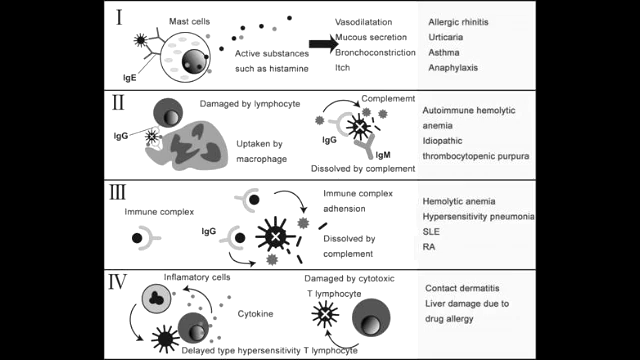 I
Mast cells
IgE
Active substances
such as histamine
Vasodilatation
Mucous secretion
Bronchoconstriction
Itch
Allergic rhinitis
Urticaria
Asthma
Anaphylaxis
II
Damaged by lymphocyte
IgG
Uptaken by
macrophage
Complememt
IgG
IgM
Dissolved by complement
Autoimmune hemolytic
anemia
Idiopathic
thrombocytopenic purpura
III
Immune complex
IgG
Immune complex
adhension
Dissolved by
complement
Hemolytic anemia
Hypersensitivity pneumonia
SLE
RA
IV
Inflamatory cells
Cytokine
Delayed type hypersensitivity T lymphocyte
Damaged by cytotoxic
T lymphocyte
Contact dermatitis
Liver damage due to
drug allergy